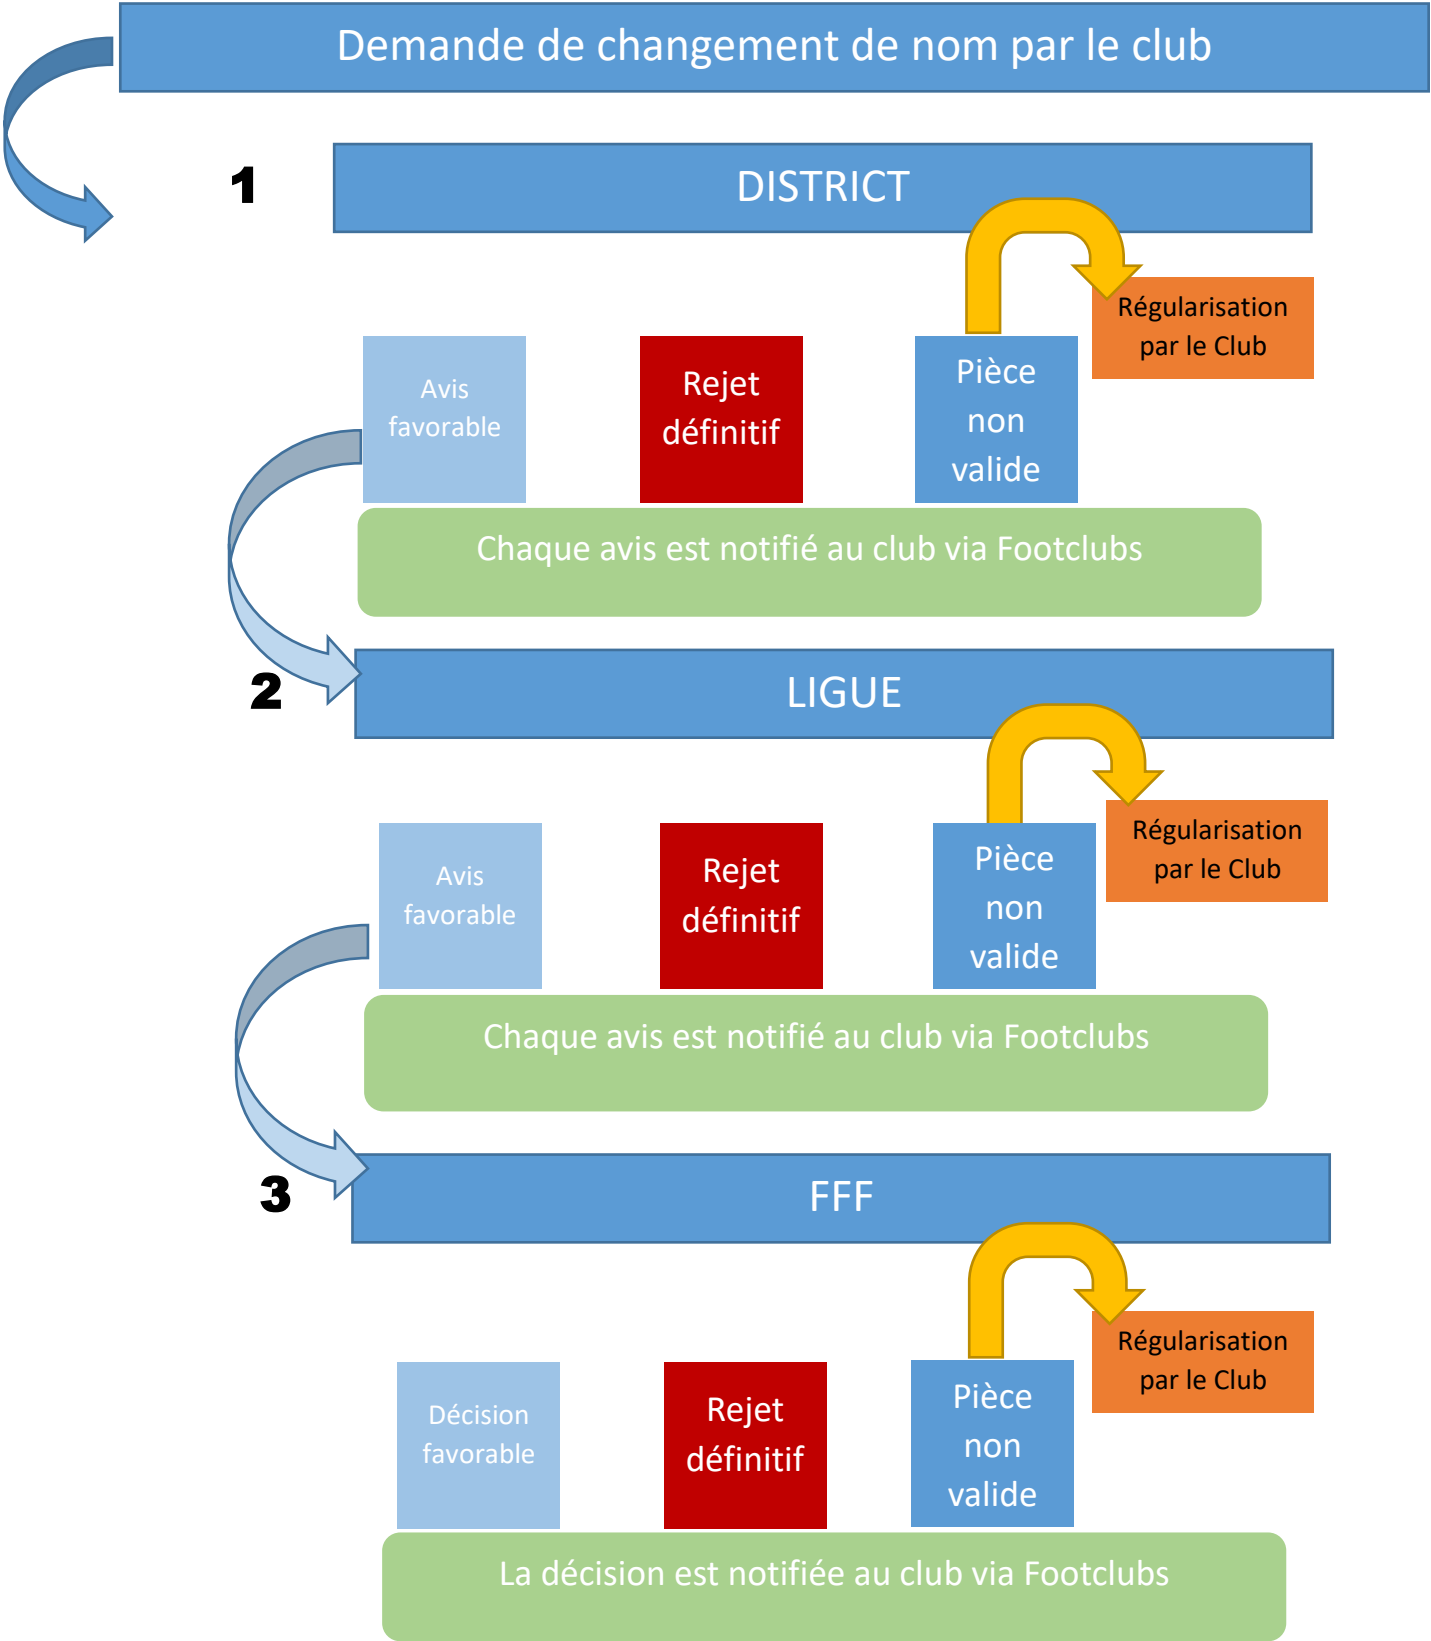 Demande de changement de nom par le club
1
DISTRICT
Régularisation
par le Club
Avis
favorable
Rejet
définitif
Pièce
non
valide
Chaque avis est notifié au club via Footclubs
2
LIGUE
Régularisation
par le Club
Avis
favorable
Rejet
définitif
Pièce
non
valide
Chaque avis est notifié au club via Footclubs
3
FFF
Régularisation
par le Club
Décision
favorable
Rejet
définitif
Pièce
non
valide
La décision est notifiée au club via Footclubs